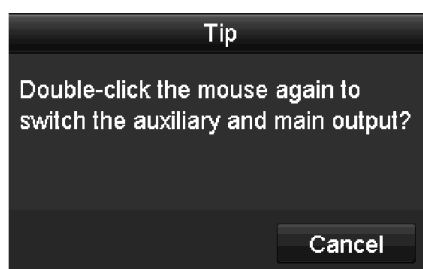 Tip
Double-click the mouse again to
switch the auxiliary and main output?
Cancel